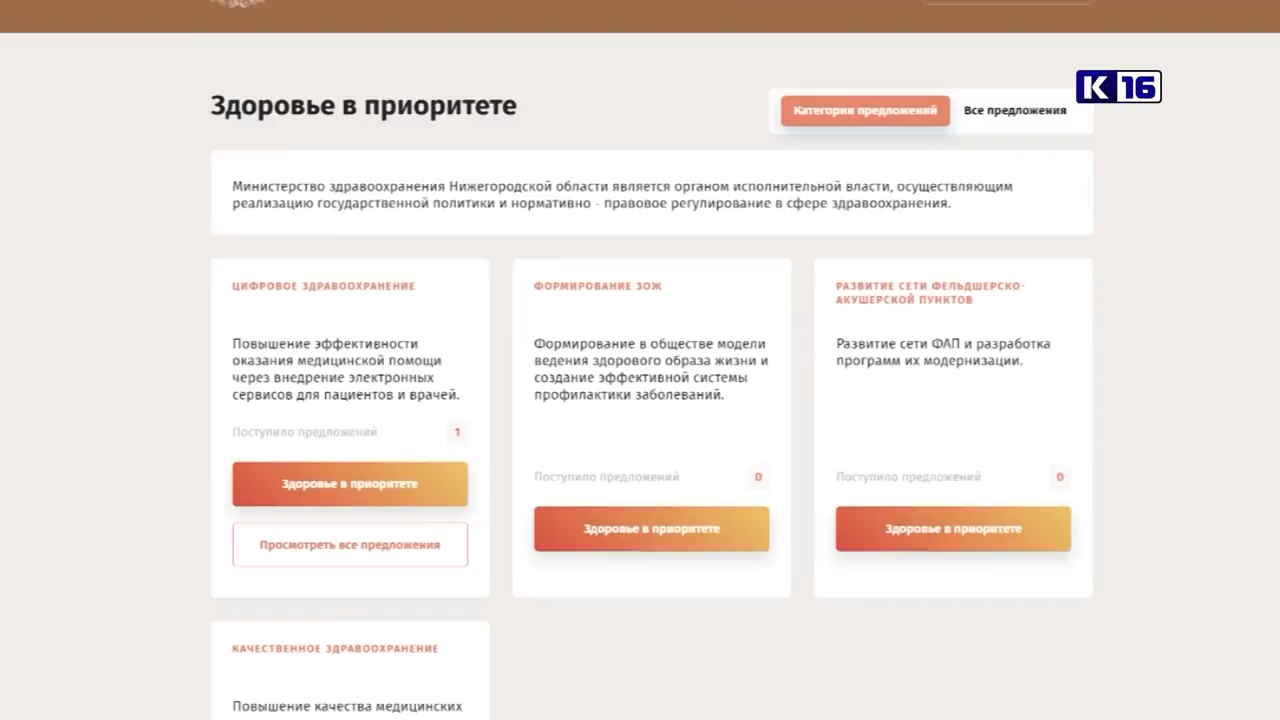 К 16
Здоровье в приоритете
Категории предложений
Все предложения
Министерство здравоохранения Нижегородской области является органом исполнительной власти, осуществляющим
реализацию государственной политики и нормативно - правовое регулирование в сфере здравоохранения.
ЦИФРОВОЕ ЗДРАВООХРАНЕНИЕ
Повышение эффективности
оказания медицинской помощи
через внедрение электронных
сервисов для пациентов и врачей.
Поступило предложений 1
Здоровье в приоритете
Просмотреть все предложения
ФОРМИРОВАНИЕ ЗОЖ
Формирование в обществе модели
ведения здорового образа жизни и
создание эффективной системы
профилактики заболеваний.
Поступило предложений 0
Здоровье в приоритете
РАЗВИТИЕ СЕТИ ФЕЛЬДШЕРСКО-
АКУШЕРСКОЙ ПУНКТОВ
Развитие сети ФАП и разработка
программ их модернизации.
Поступило предложений 0
Здоровье в приоритете
КАЧЕСТВЕННОЕ ЗДРАВООХРАНЕНИЕ
Повышение качества медицинских